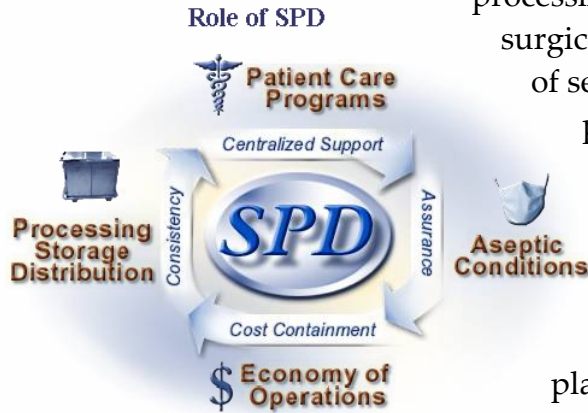 Role of SPD
processin
surgic
of se
Patient Care
Programs
Centralized Support
Consistency
Assurance
SPD
Processing
Storage
Distribution
Aseptic
Conditions
Cost Containment
$ Economy of
Operations
pla